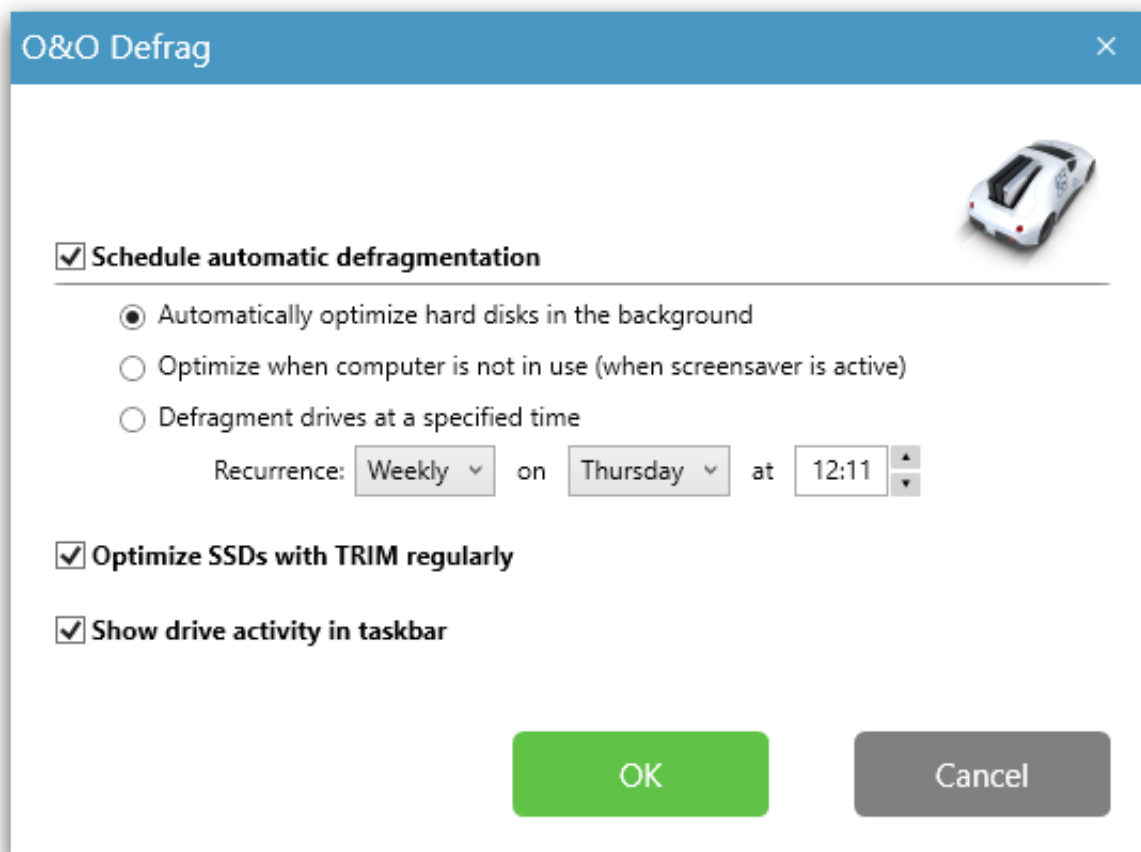 O&O Defrag
Schedule automatic defragmentation
Automatically optimize hard disks in the background
Optimize when computer is not in use (when screensaver is active)
Defragment drives at a specified time
Recurrence: Weekly on Thursday at 12:11
Optimize SSDs with TRIM regularly
Show drive activity in taskbar
OK Cancel